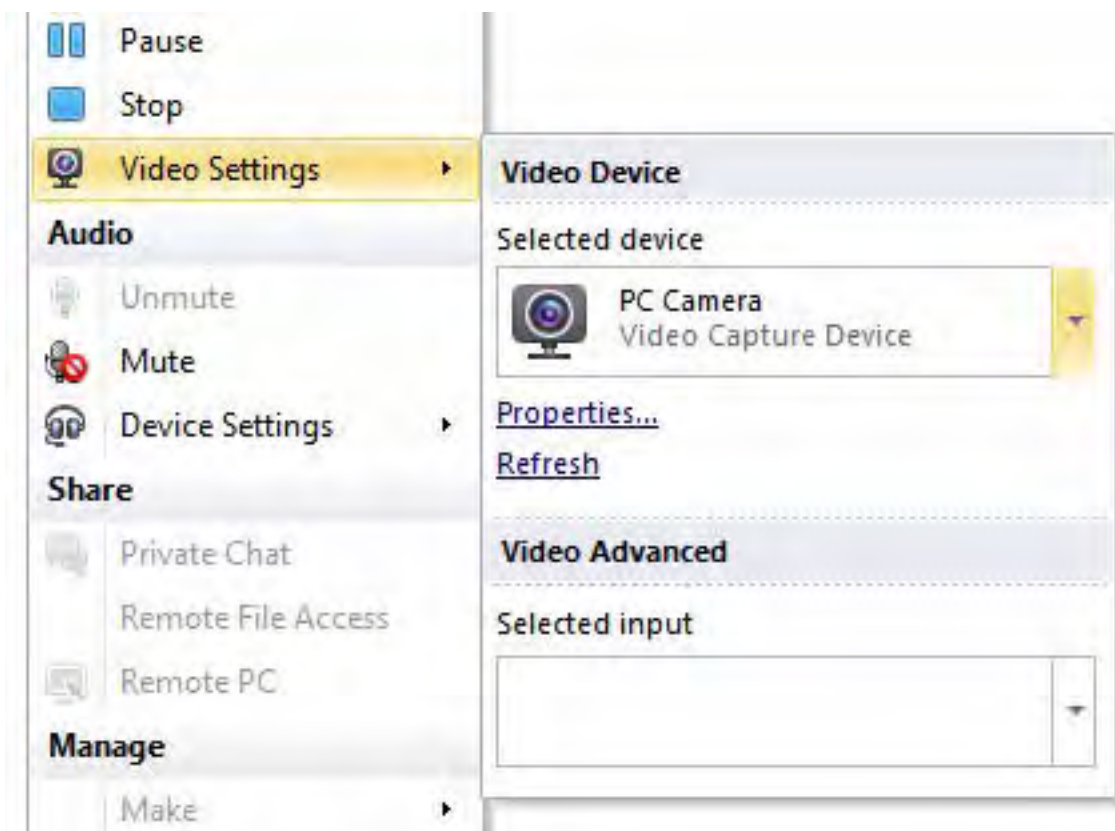 Pause
Stop
Video Settings
Audio
Unmute
Mute
Device Settings
Share
Private Chat
Remote File Access
Remote PC
Manage
Make
Video Device
Selected device
PC Camera
Video Capture Device
Properties...
Refresh
Video Advanced
Selected input